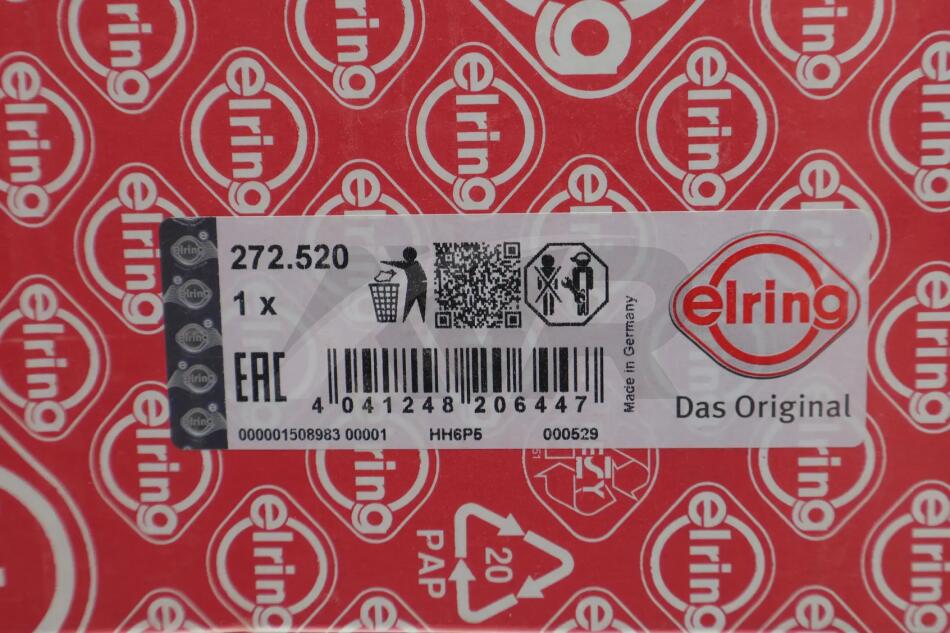 272.520
1 x
EAC
4 041248 206447
000001508983 00001 HH6P5 000529
Made in Germany
elring
Das Original
20
PAP
elring